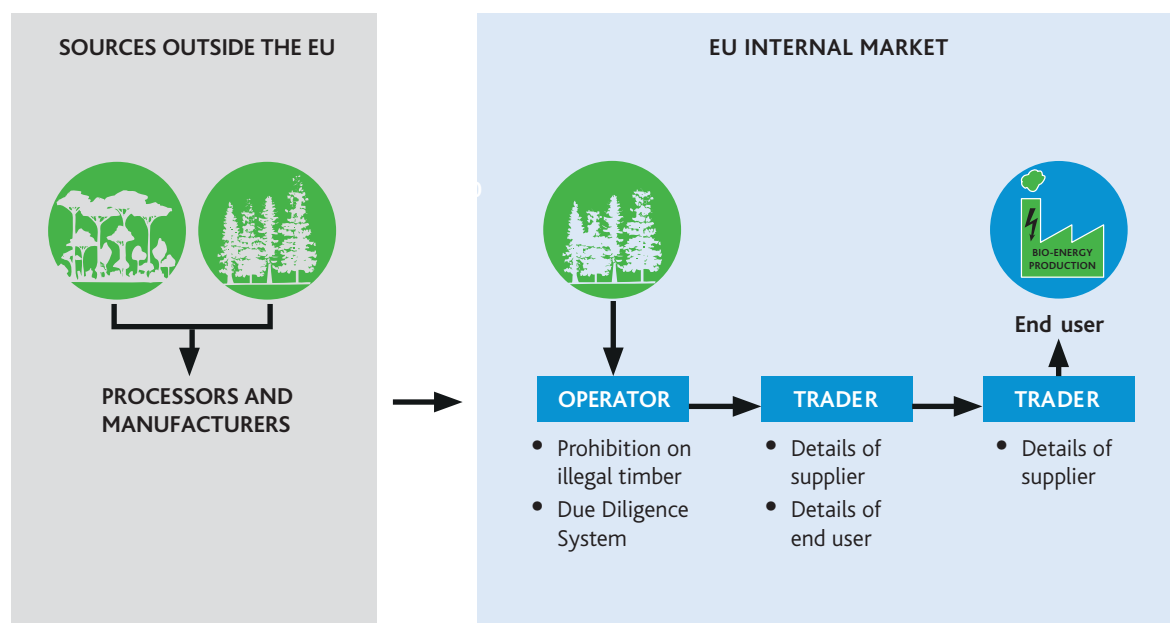 SOURCES OUTSIDE THE EU
PROCESSORS AND
MANUFACTURERS
EU INTERNAL MARKET
BIO-ENERGY
PRODUCTION
End user
OPERATOR
• Prohibition on
illegal timber
• Due Diligence
System
TRADER
• Details of
supplier
• Details of
end user
TRADER
• Details of
supplier